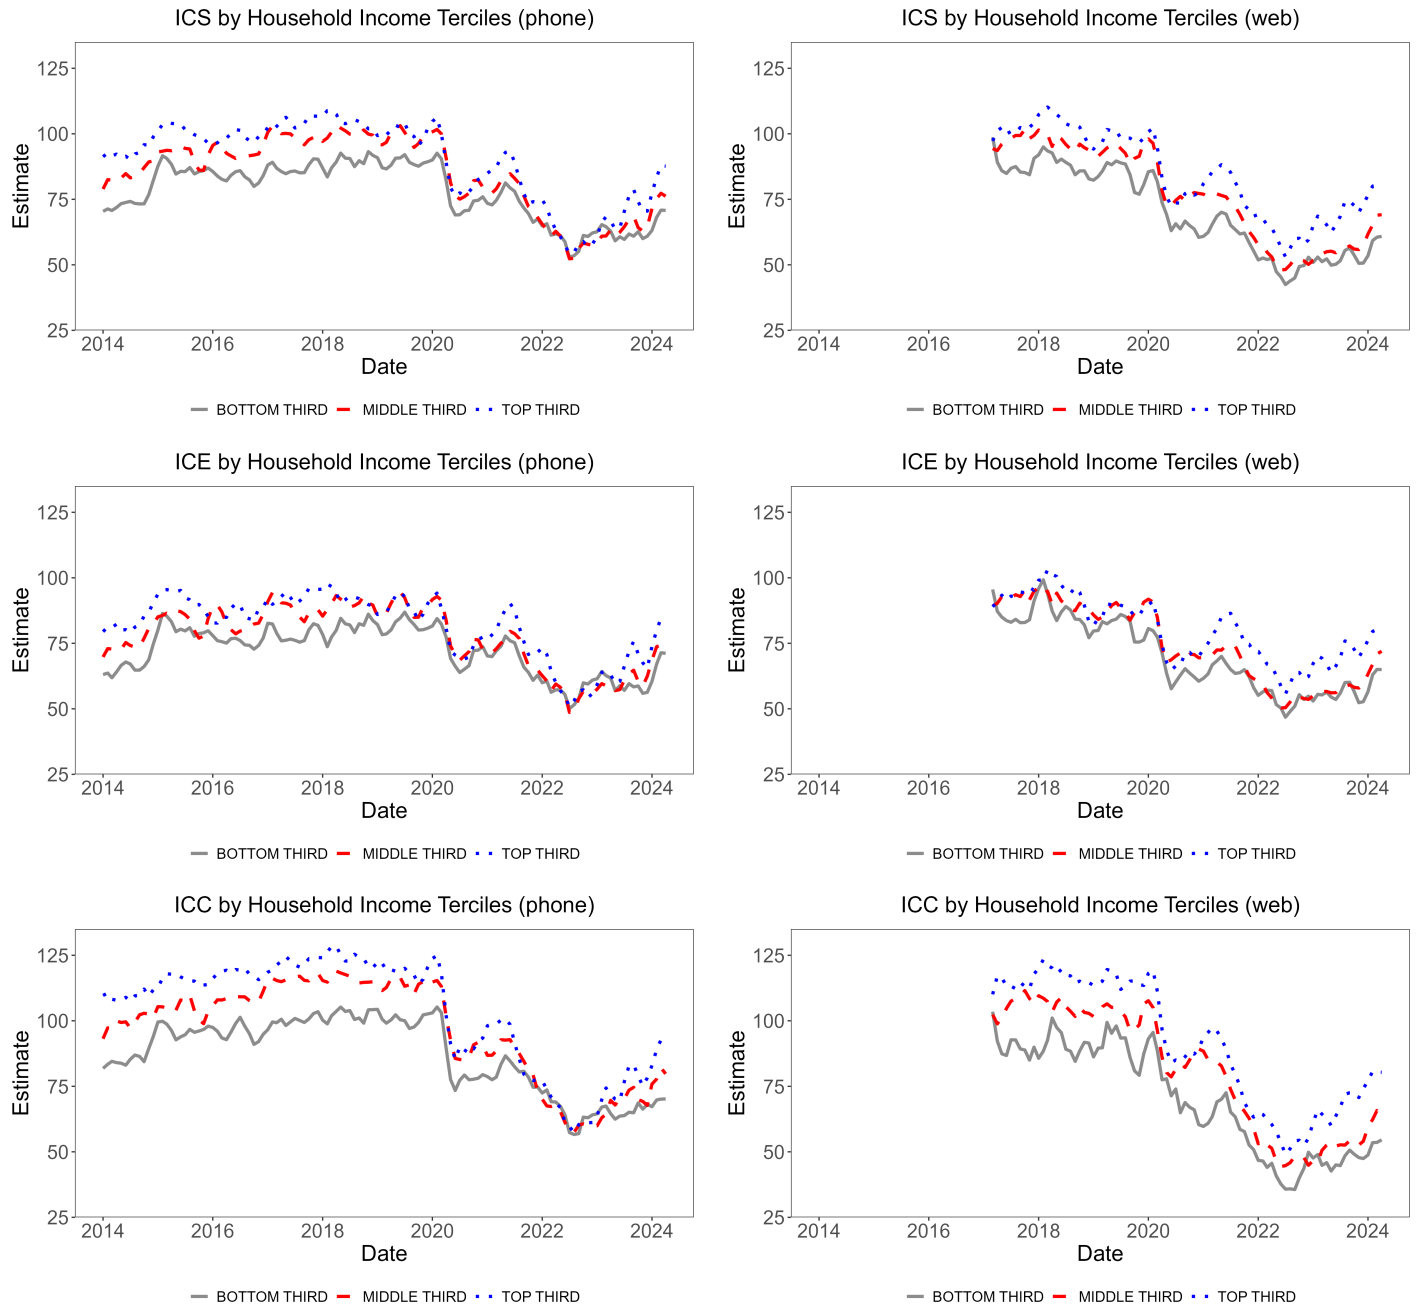 ICS by Household Income Terciles (phone)
125
100
75
50
25
Estimate
2014 2016 2018 2020 2022 2024
Date
BOTTOM THIRD MIDDLE THIRD TOP THIRD
ICS by Household Income Terciles (web)
125
100
75
50
25
Estimate
2014 2016 2018 2020 2022 2024
Date
BOTTOM THIRD MIDDLE THIRD TOP THIRD
ICE by Household Income Terciles (phone)
125
100
75
50
25
Estimate
2014 2016 2018 2020 2022 2024
Date
BOTTOM THIRD MIDDLE THIRD TOP THIRD
ICE by Household Income Terciles (web)
125
100
75
50
25
Estimate
2014 2016 2018 2020 2022 2024
Date
BOTTOM THIRD MIDDLE THIRD TOP THIRD
ICC by Household Income Terciles (phone)
125
100
75
50
25
Estimate
2014 2016 2018 2020 2022 2024
Date
BOTTOM THIRD MIDDLE THIRD TOP THIRD
ICC by Household Income Terciles (web)
125
100
75
50
25
Estimate
2014 2016 2018 2020 2022 2024
Date
BOTTOM THIRD MIDDLE THIRD TOP THIRD